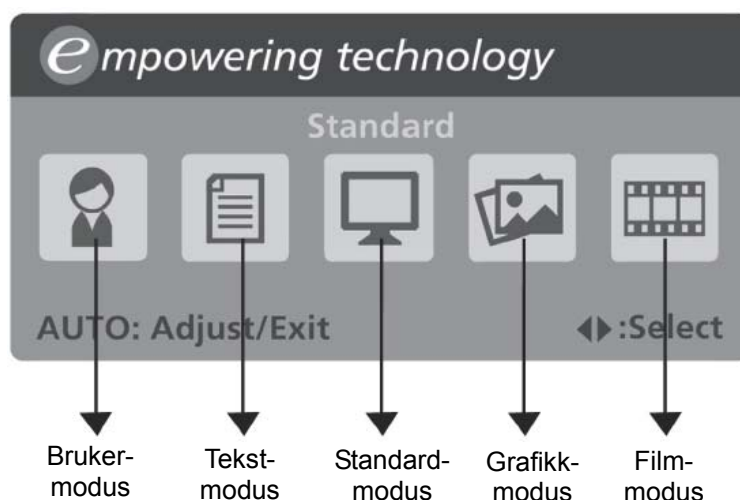 empowering technology
Standard
AUTO: Adjust/Exit
:Select
Bruker-
modus
Tekst-
modus
Standard-
modus
Grafikk-
modus
Film-
modus